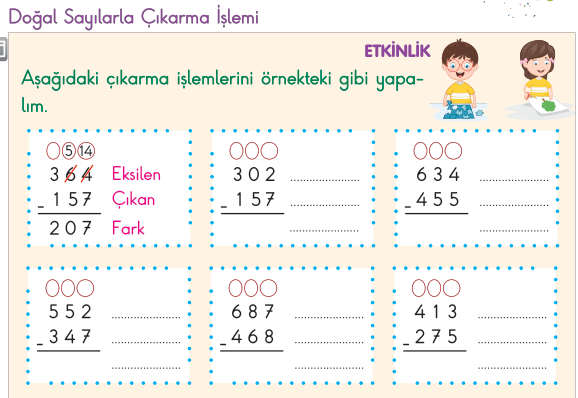 Doğal Sayılarla Çıkarma İşlemi
ETKİNLİK
Aşağıdaki çıkarma işlemlerini örnekteki gibi yapa-
lım.
5 14
3 6 4 Eksilen
- 1 5 7 Çıkan
2 0 7 Fark
3 0 2 ....................
- 1 5 7 ....................
....................
6 3 4 ....................
- 4 5 5 ....................
....................
5 5 2 ....................
- 3 4 7 ....................
....................
6 8 7 ....................
- 4 6 8 ....................
....................
4 1 3 ....................
- 2 7 5 ....................
....................